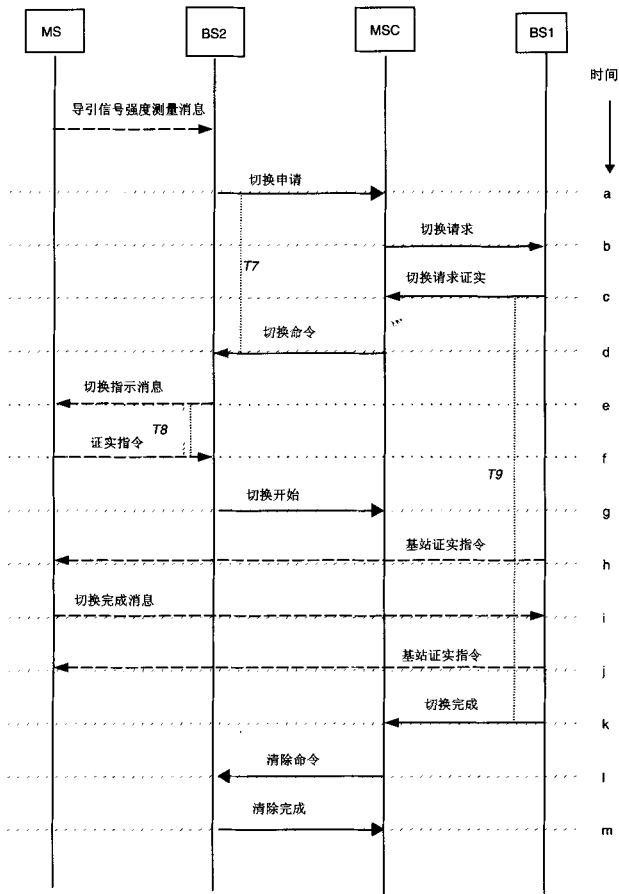 MS
BS2
MSC
BS1
时间
导引信号强度测量消息
切换申请
a
切换请求
b
T7
切换请求证实
c
切换命令
d
切换指示消息
e
T8
证实指令
f
T9
切换开始
g
基站证实指令
h
切换完成消息
i
基站证实指令
j
切换完成
k
清除命令
l
清除完成
m